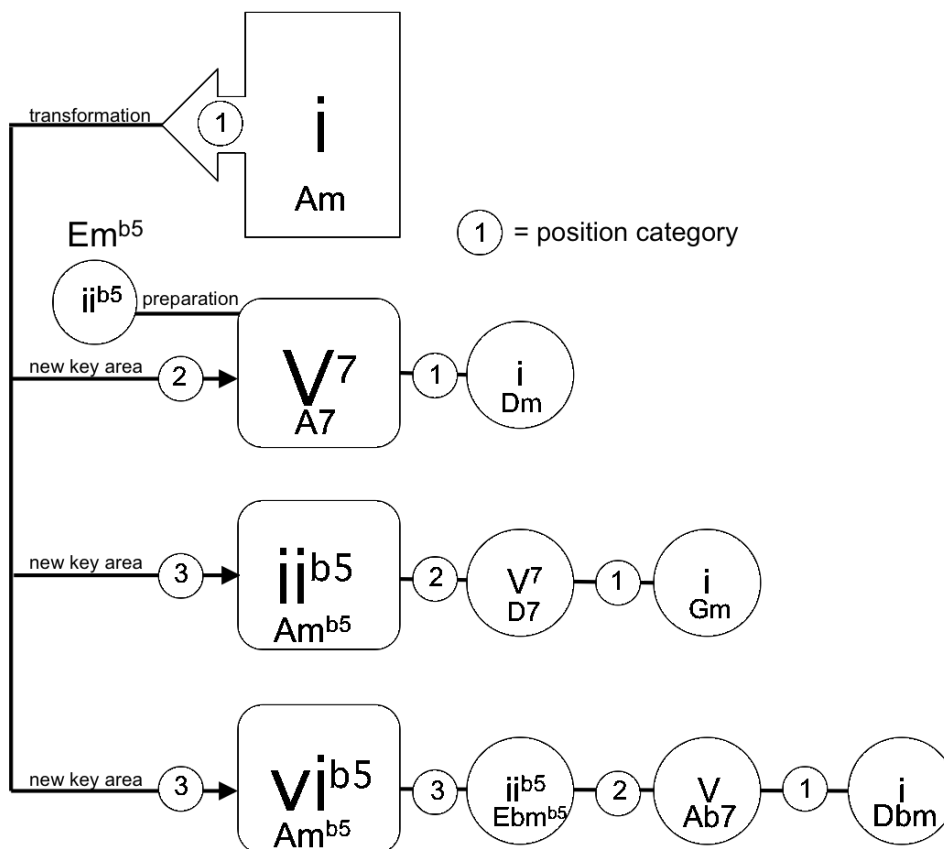 transformation
1
i
Am
1 = position category
Em^b5
ii^b5
preparation
new key area
2
V^7
A7
1
i
Dm
new key area
3
ii^b5
Am^b5
2
V^7
D7
1
i
Gm
new key area
3
vi^b5
Am^b5
3
ii^b5
Ebm^b5
2
V
Ab7
1
i
Dbm